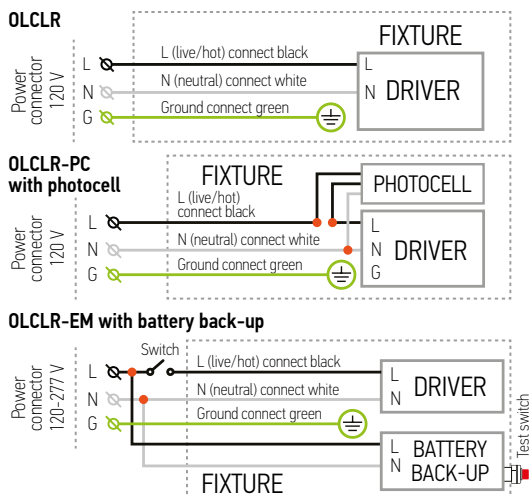 OLCLR
FIXTURE
Power
connector
120 V
L
N
G
L (live/hot) connect black
N (neutral) connect white
Ground connect green
L
N DRIVER
OLCLR-PC
with photocell
FIXTURE
PHOTOCELL
Power
connector
120 V
L
N
G
L (live/hot)
connect black
N (neutral) connect white
Ground connect green
L
N
G
DRIVER
OLCLR-EM with battery back-up
Power
connector
120-277 V
L
N
G
Switch
L (live/hot) connect black
N (neutral) connect white
Ground connect green
L
N
DRIVER
L
N
BATTERY
BACK-UP
Test switch
FIXTURE